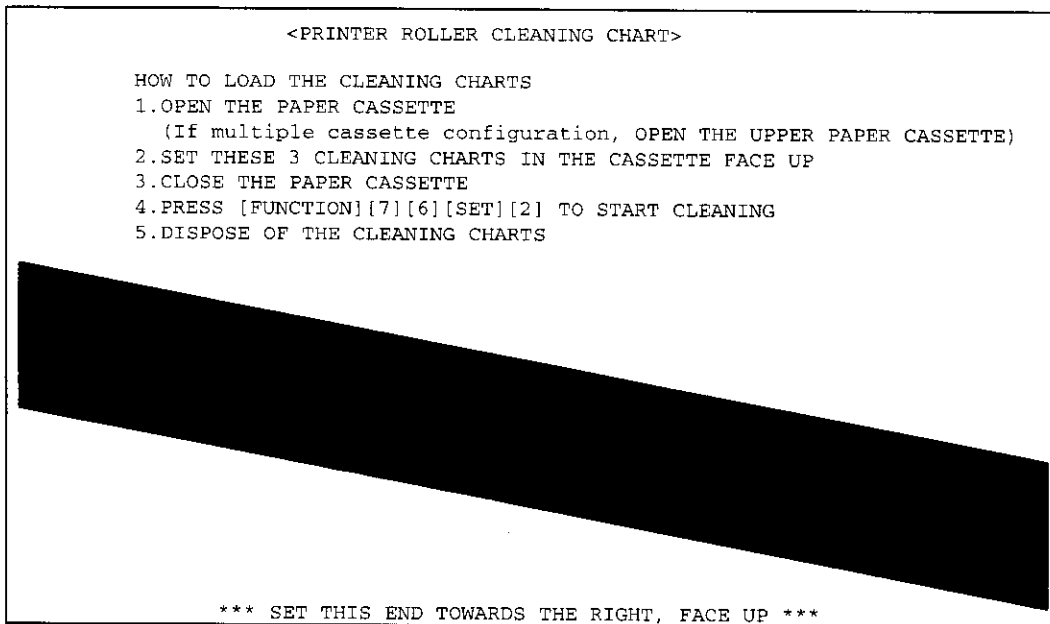 <PRINTER ROLLER CLEANING CHART>
HOW TO LOAD THE CLEANING CHARTS
1.OPEN THE PAPER CASSETTE
(If multiple cassette configuration, OPEN THE UPPER PAPER CASSETTE)
2.SET THESE 3 CLEANING CHARTS IN THE CASSETTE FACE UP
3.CLOSE THE PAPER CASSETTE
4.PRESS [FUNCTION][7][6][SET][2] TO START CLEANING
5.DISPOSE OF THE CLEANING CHARTS
*** SET THIS END TOWARDS THE RIGHT, FACE UP ***